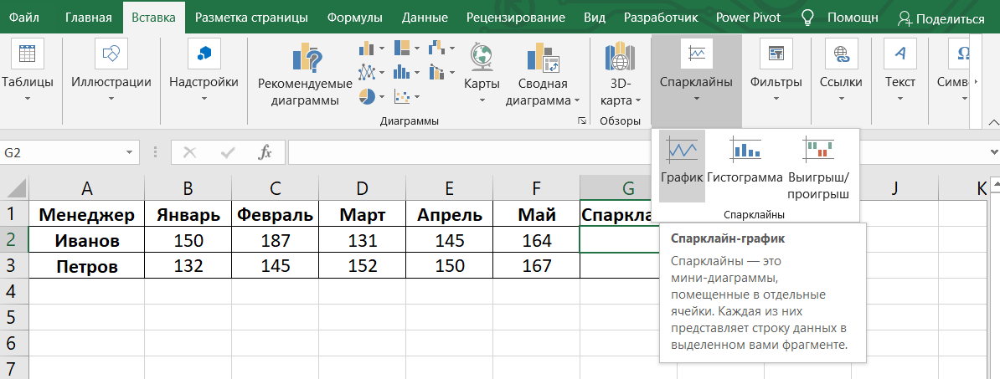 Файл Главная Вставка Разметка страницы Формулы Данные Рецензирование Вид Разработчик Power Pivot Помощн Поделиться
Таблицы Иллюстрации Надстройки Рекомендуемые диаграммы Карты Сводная диаграмма 3D-карта Спарклайны Фильтры Ссылки Текст Симв
Диаграммы Обзоры
G2 fx
График Гистограмма Выигрыш/
проигрыш
Спарклайны
A B C D E F G J K
1 Менеджер Январь Февраль Март Апрель Май Спаркла
2 Иванов 150 187 131 145 164
3 Петров 132 145 152 150 167
4
5
6
7
Спарклайн-график
Спарклайны — это
мини-диаграммы,
помещенные в отдельные
ячейки. Каждая из них
представляет строку данных в
выделенном вами фрагменте.